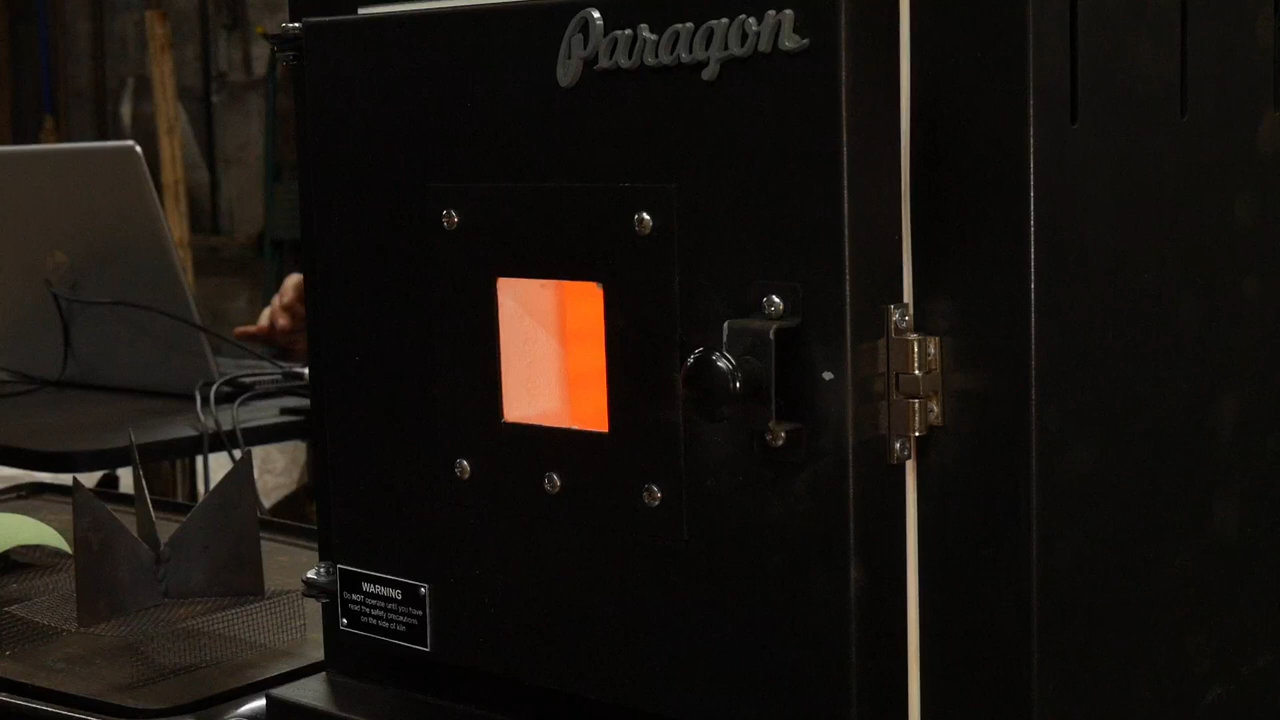 Paragon
WARNING
Do NOT operate until you have
read the safety precautions
on the side of kiln